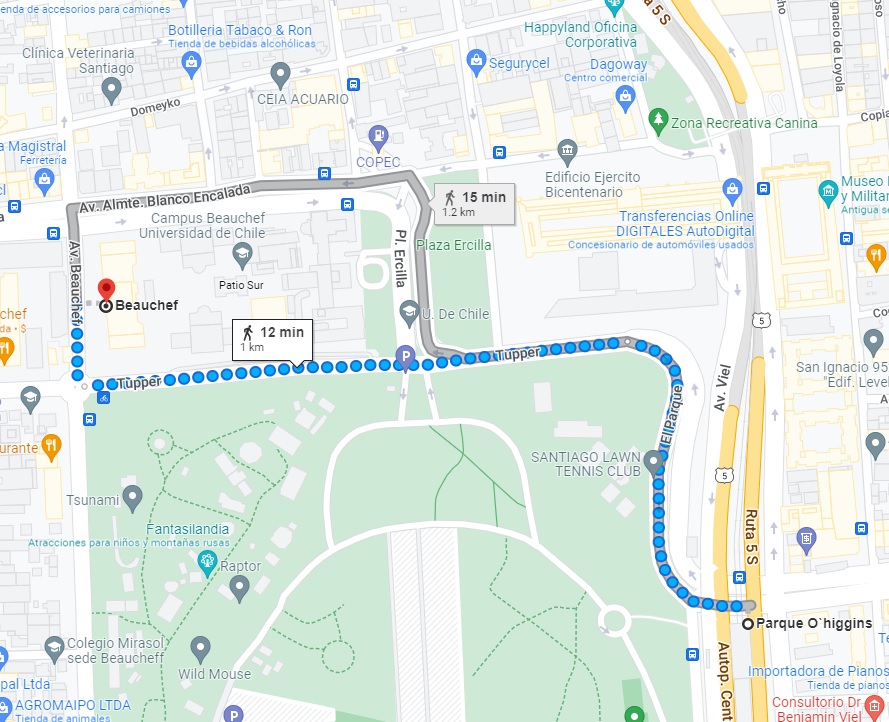 enda de accesorios para camiones
Botilleria Tabaco & Ron
Tienda de bebidas alcohólicas
Clínica Veterinaria
Santiago
CEIA ACUARIO
Domeyko
a Magistral
Ferretería
COPEC
Happyland Oficina
Corporativa
Segurycel
Dagoway
Centro comercial
Ruta 5 S
Ignacio de Loyola
Zona Recreativa Canina
Copia
Edificio Ejercito
Bicentenario
Museo
y Militar
Antigua s
Av. Almte. Blanco Encalada
15 min
1.2 km
Campus Beauchef
Universidad de Chile
Transferencias Online
DIGITALES AutoDigital
Concesionario de automóviles usados
Plaza Ercilla
Pl. Ercilla
Av. Beauchef
Patio Sur
Beauchef
chef
da • $
U. De Chile
12 min
1 km
5
P
Tupper
Tupper
San Ignacio 95
"Edif. Level
Av. Viel
El Parque
SANTIAGO LAWN
TENNIS CLUB
urante
5
Tsunami
Fantasilandia
Atracciones para niños y montañas rusas
Raptor
Ruta 5 S
Parque O`higgins
Colegio Mirasol
sede Beaucheff
Wild Mouse
Autop. Cent
Importadora de Pianos
Tienda de pianos
pal Ltda
AGROMAIPO LTDA
Tienda de animales
P
Consultorio Dr
Benjamin Viel